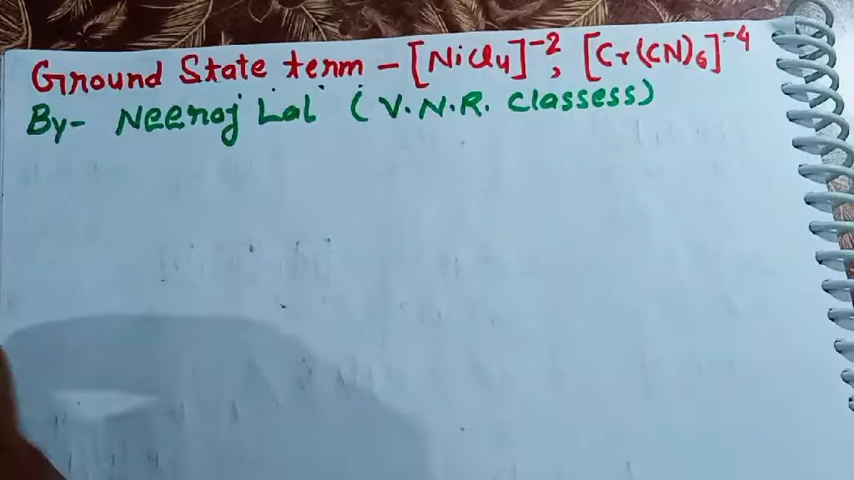 Ground State term - [NiCl4]-2, [Cr(CN)6]-4
By- Neeraj Lal (V.N.R. Classess)